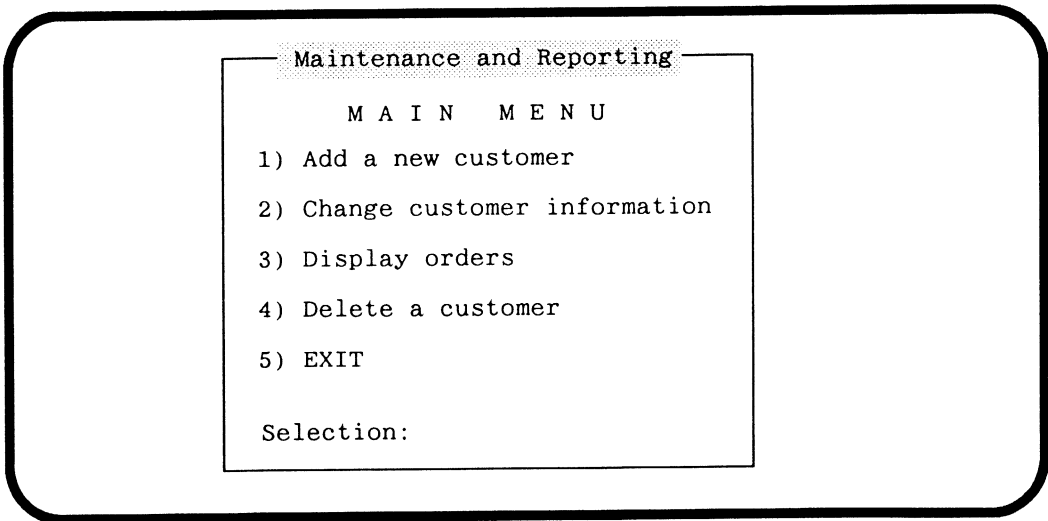 Maintenance and Reporting
M A I N   M E N U
1) Add a new customer
2) Change customer information
3) Display orders
4) Delete a customer
5) EXIT
Selection: